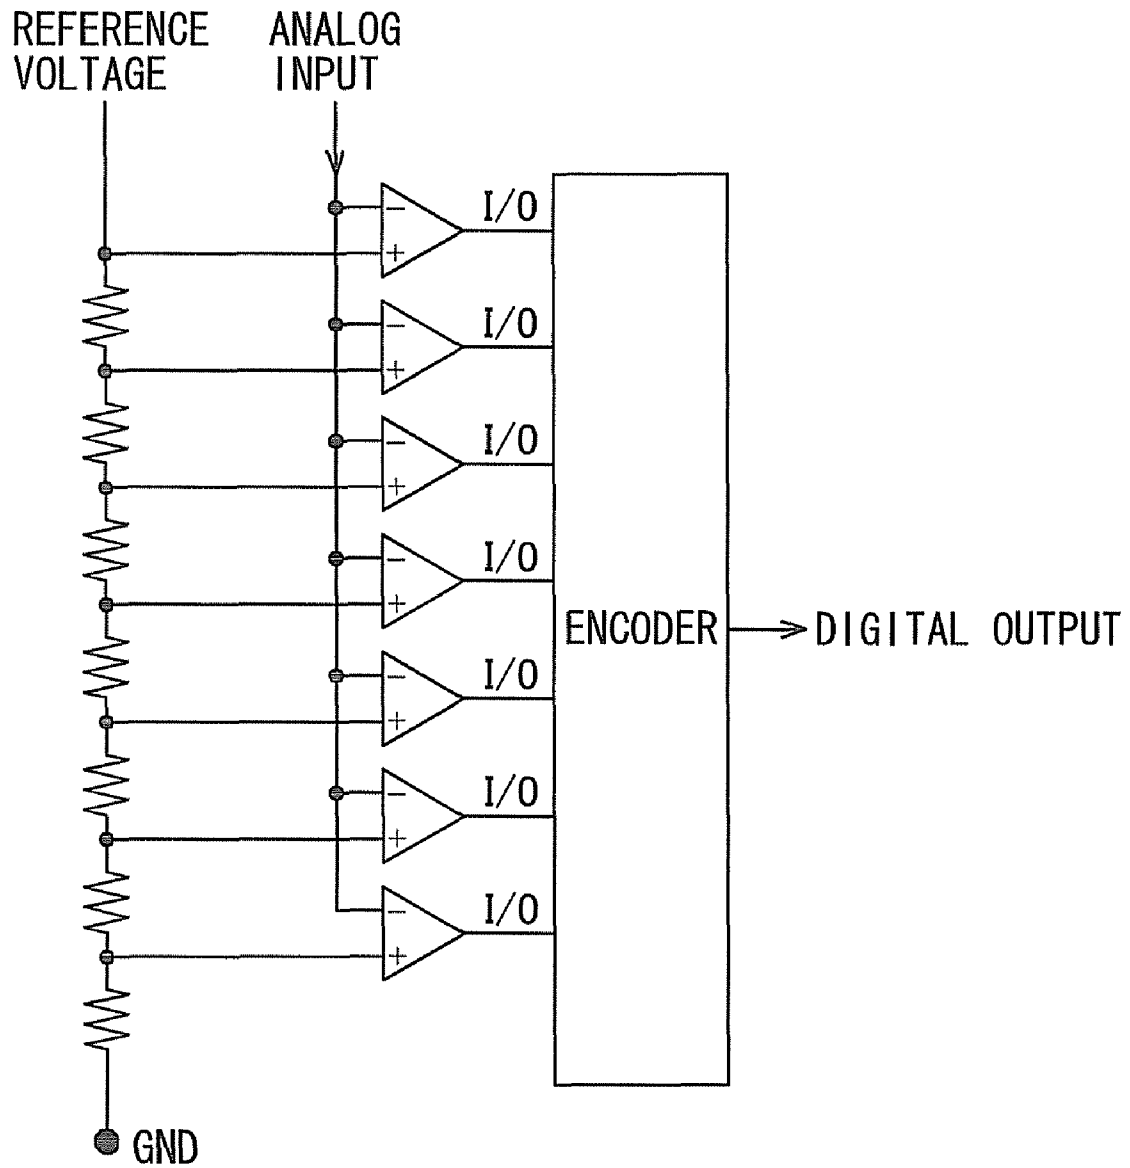 REFERENCE
VOLTAGE
ANALOG
INPUT
I/O
-
+
I/O
-
+
I/O
-
+
I/O
-
+
ENCODER
DIGITAL OUTPUT
I/O
-
+
I/O
-
+
I/O
-
+
GND